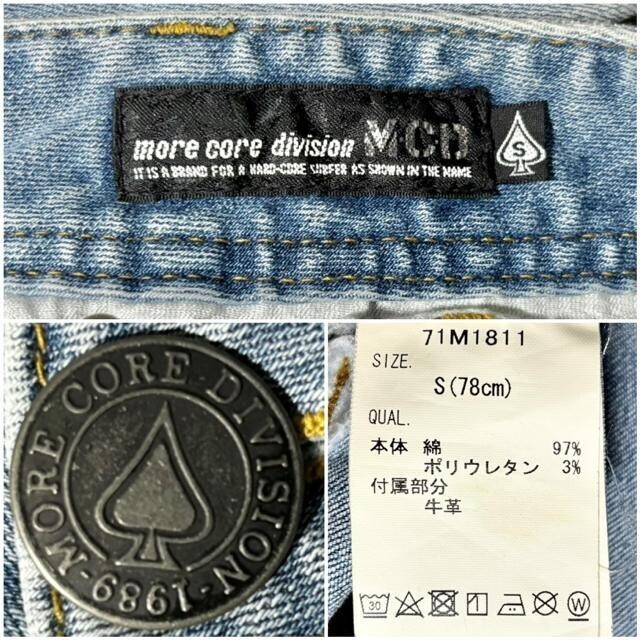 more core division MCD
IT IS A BRAND FOR A HARD-CORE SURFER AS SHOWN IN THE NAME
S
MORE CORE DIVISION·1989·
71M1811
SIZE.
S(78cm)
QUAL.
本体 綿 97%
ポリウレタン 3%
付属部分
牛革
30
W